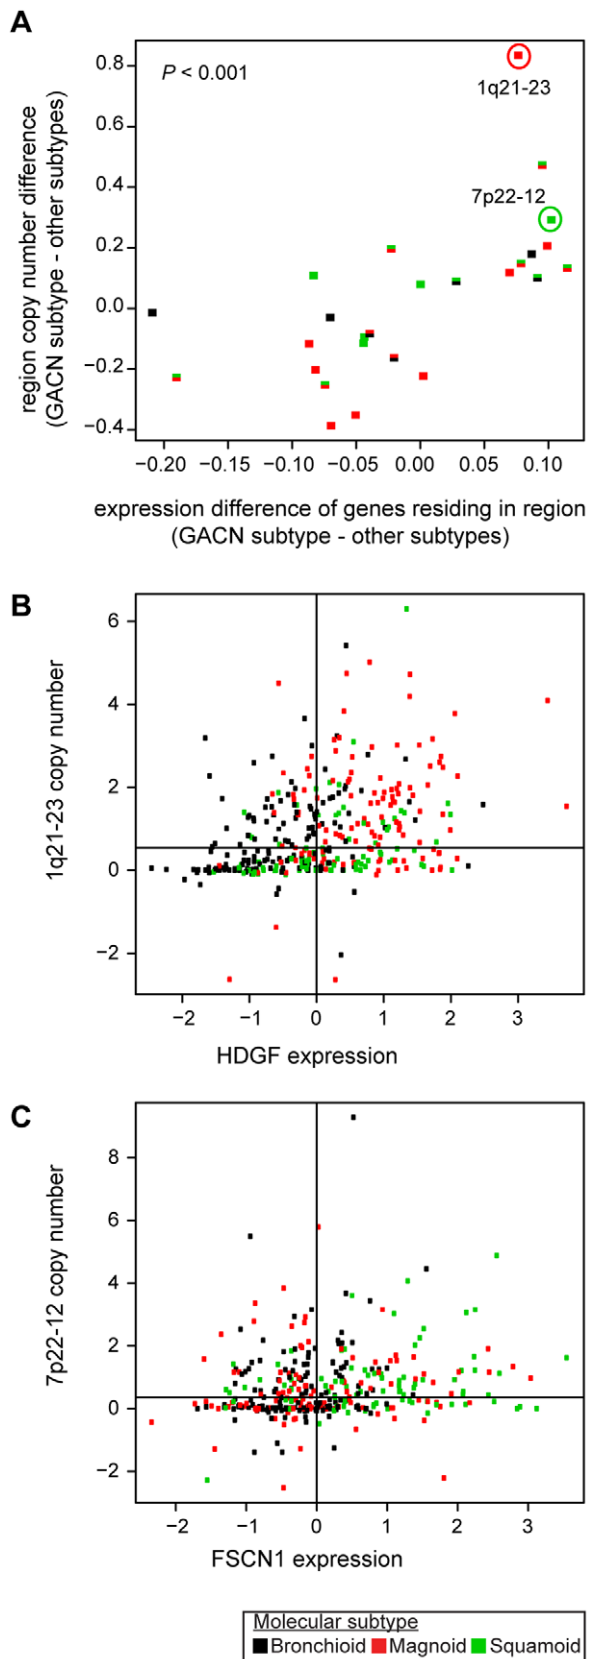 A
region copy number difference
(GACN subtype - other subtypes)
0.8
0.6
0.4
0.2
0.0
−0.2
−0.4
P < 0.001
1q21-23
7p22-12
−0.20 −0.15 −0.10 −0.05 0.00 0.05 0.10
expression difference of genes residing in region
(GACN subtype - other subtypes)
B
1q21-23 copy number
6
4
2
0
−2
−2 −1 0 1 2 3
HDGF expression
C
7p22-12 copy number
8
6
4
2
0
−2
−2 −1 0 1 2 3
FSCN1 expression
Molecular subtype
Bronchioid Magnoid Squamoid